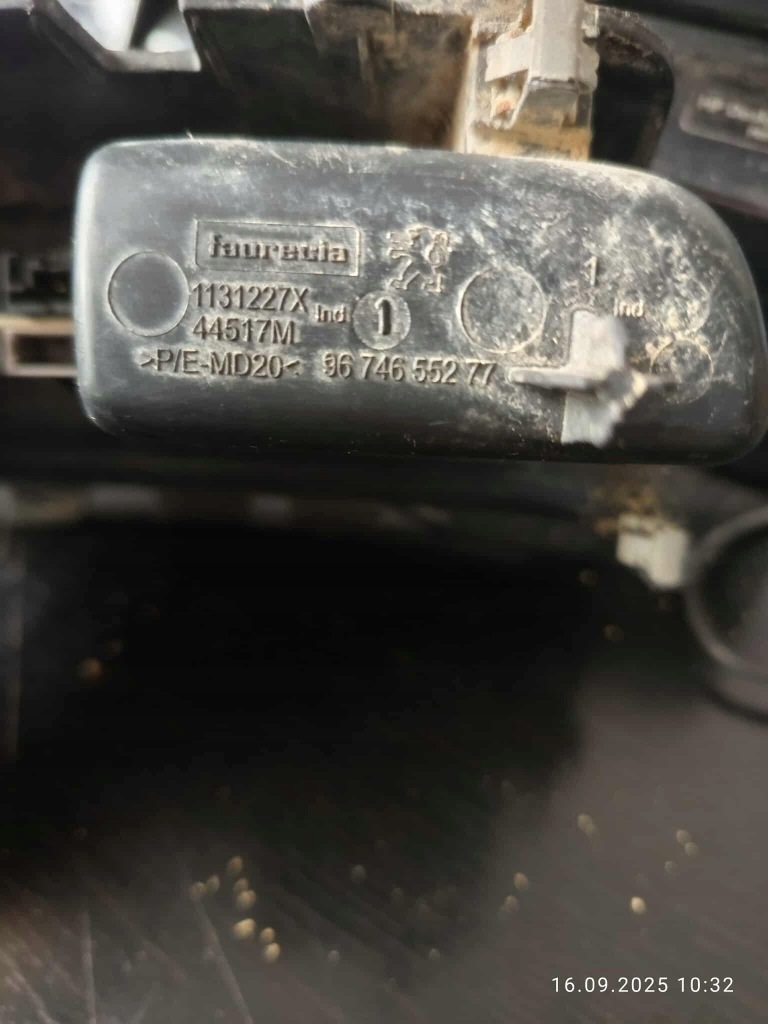 faurecia
1131227X Ind 1
44517M
>P/E-MD20< 96 746 552 77
1
Ind
16.09.2025 10:32